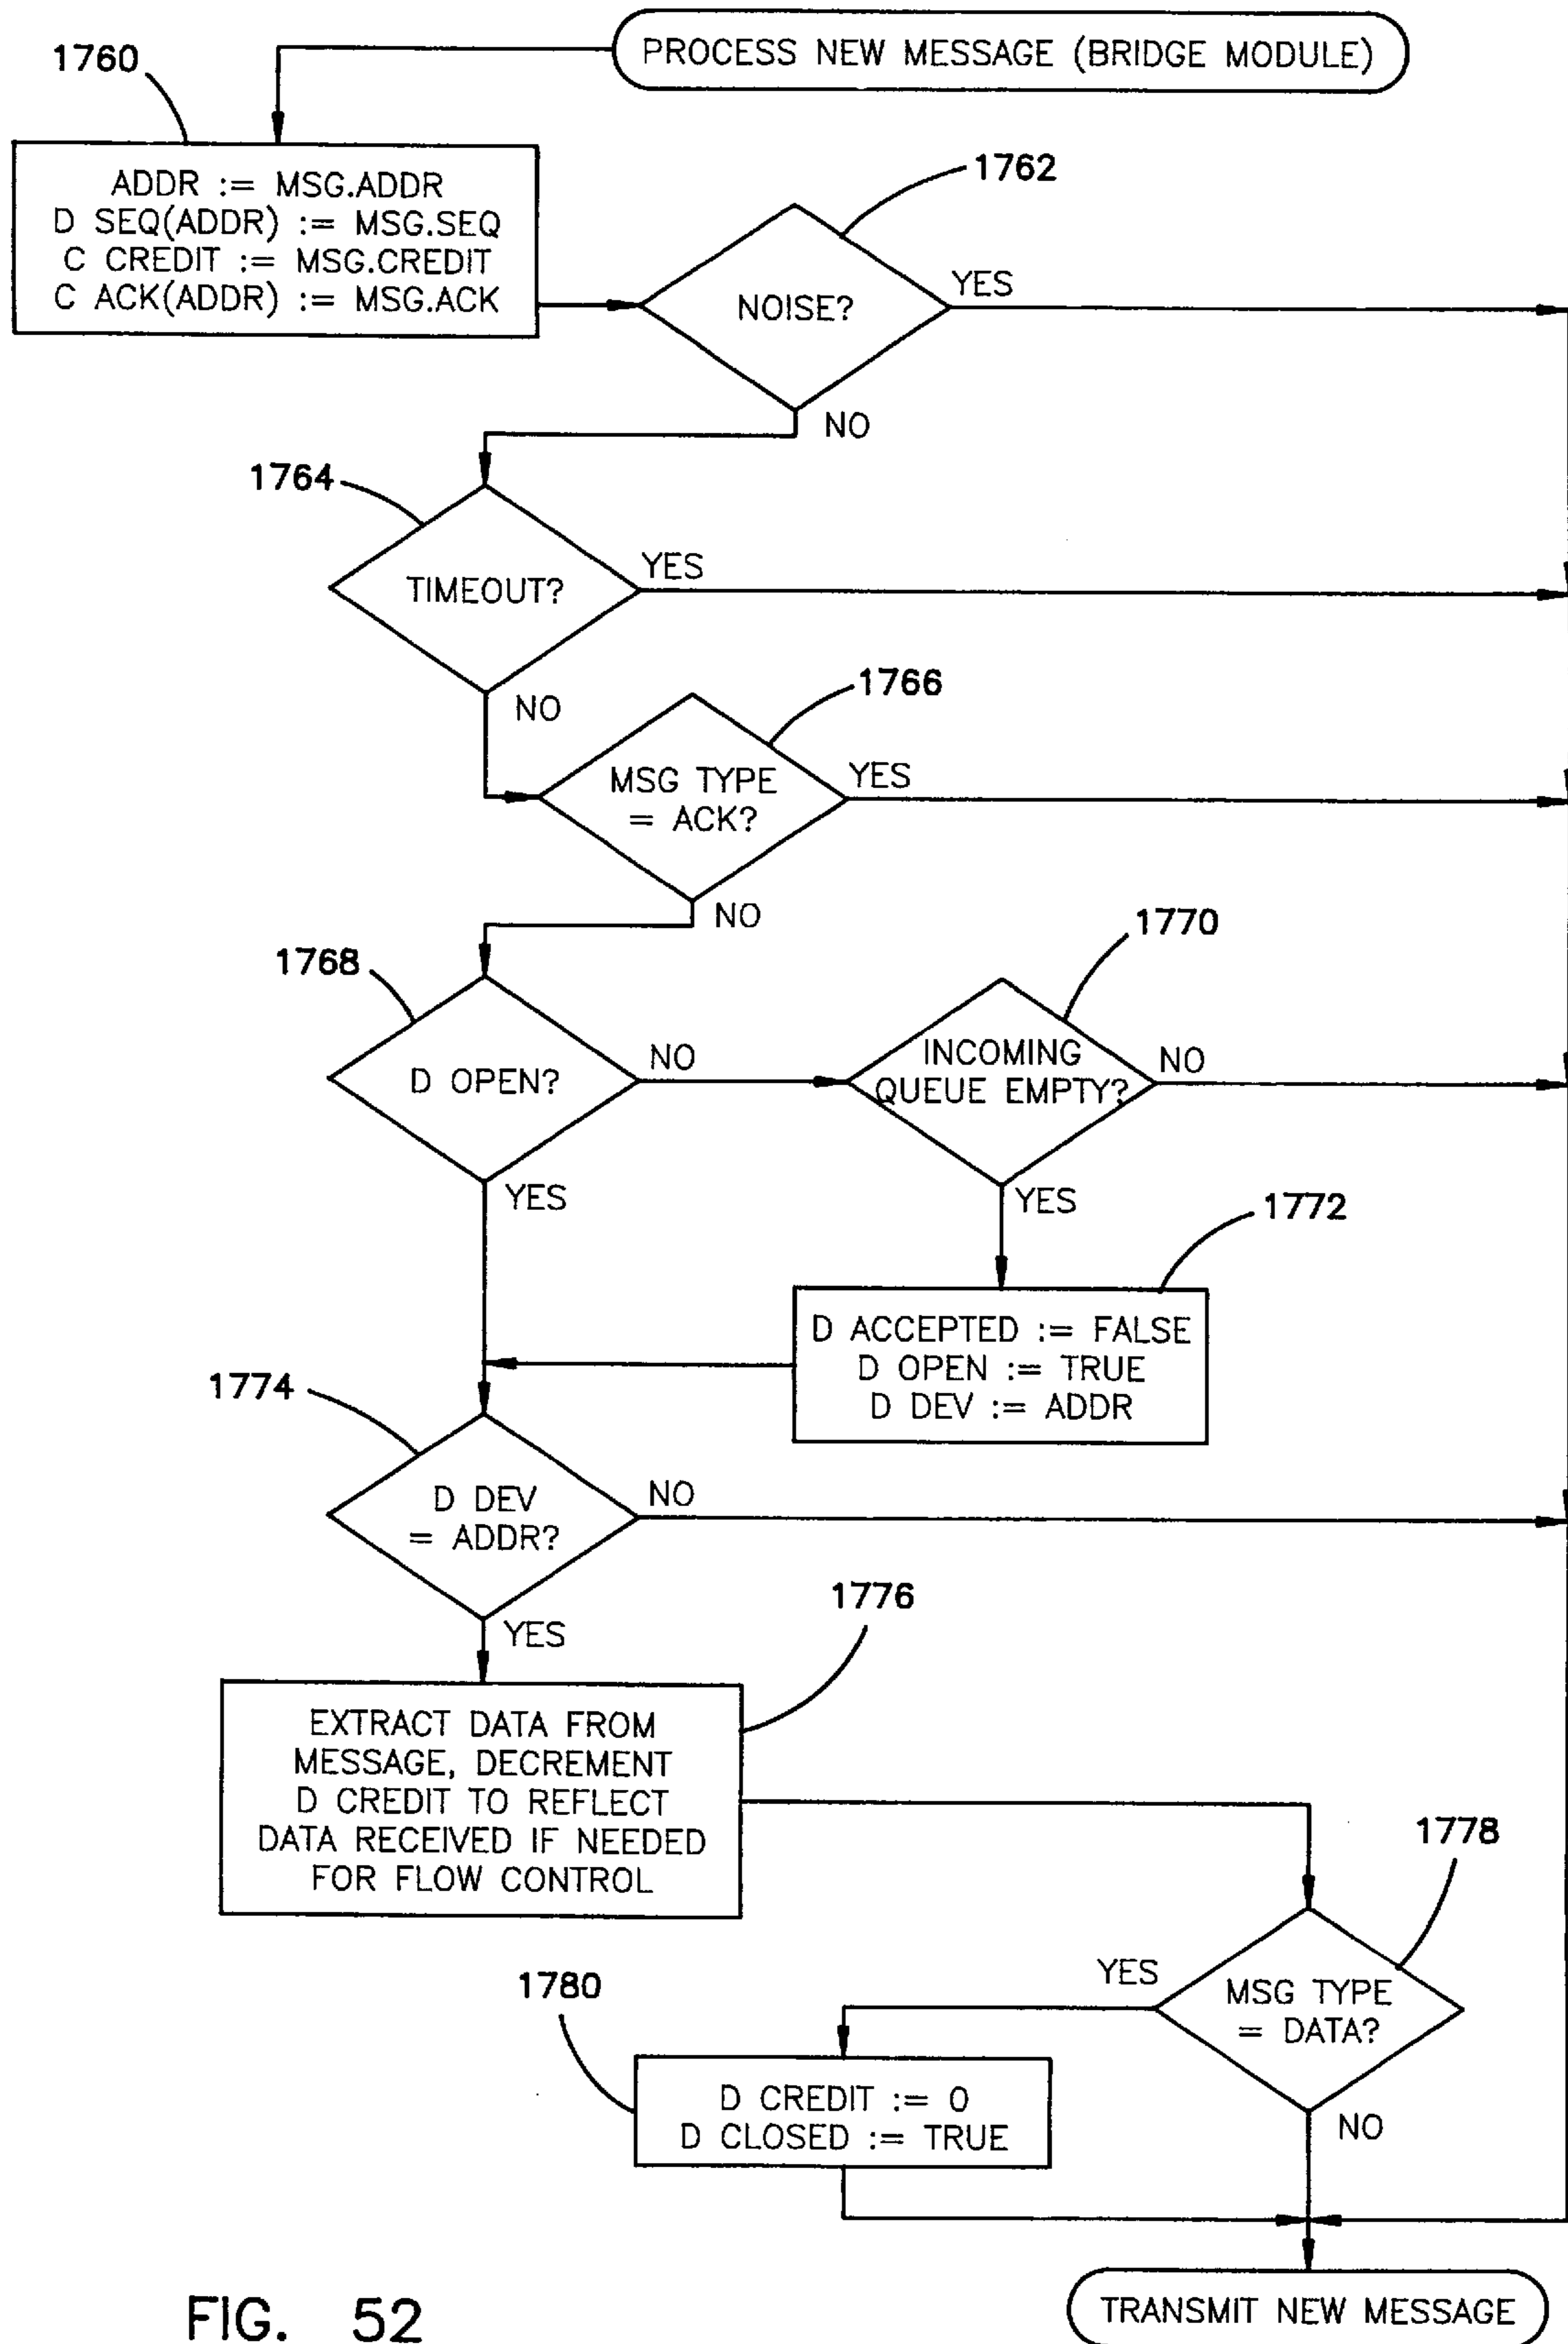 PROCESS NEW MESSAGE (BRIDGE MODULE)
1760
ADDR := MSG.ADDR
D SEQ(ADDR) := MSG.SEQ
C CREDIT := MSG.CREDIT
C ACK(ADDR) := MSG.ACK
1762
NOISE?
YES
NO
1764
TIMEOUT?
YES
NO
1766
MSG TYPE
= ACK?
YES
NO
1768
D OPEN?
NO
YES
1770
INCOMING
QUEUE EMPTY?
NO
YES
1772
D ACCEPTED := FALSE
D OPEN := TRUE
D DEV := ADDR
1774
D DEV
= ADDR?
NO
YES
1776
EXTRACT DATA FROM
MESSAGE, DECREMENT
D CREDIT TO REFLECT
DATA RECEIVED IF NEEDED
FOR FLOW CONTROL
1778
MSG TYPE
= DATA?
YES
NO
1780
D CREDIT := 0
D CLOSED := TRUE
TRANSMIT NEW MESSAGE
FIG. 52